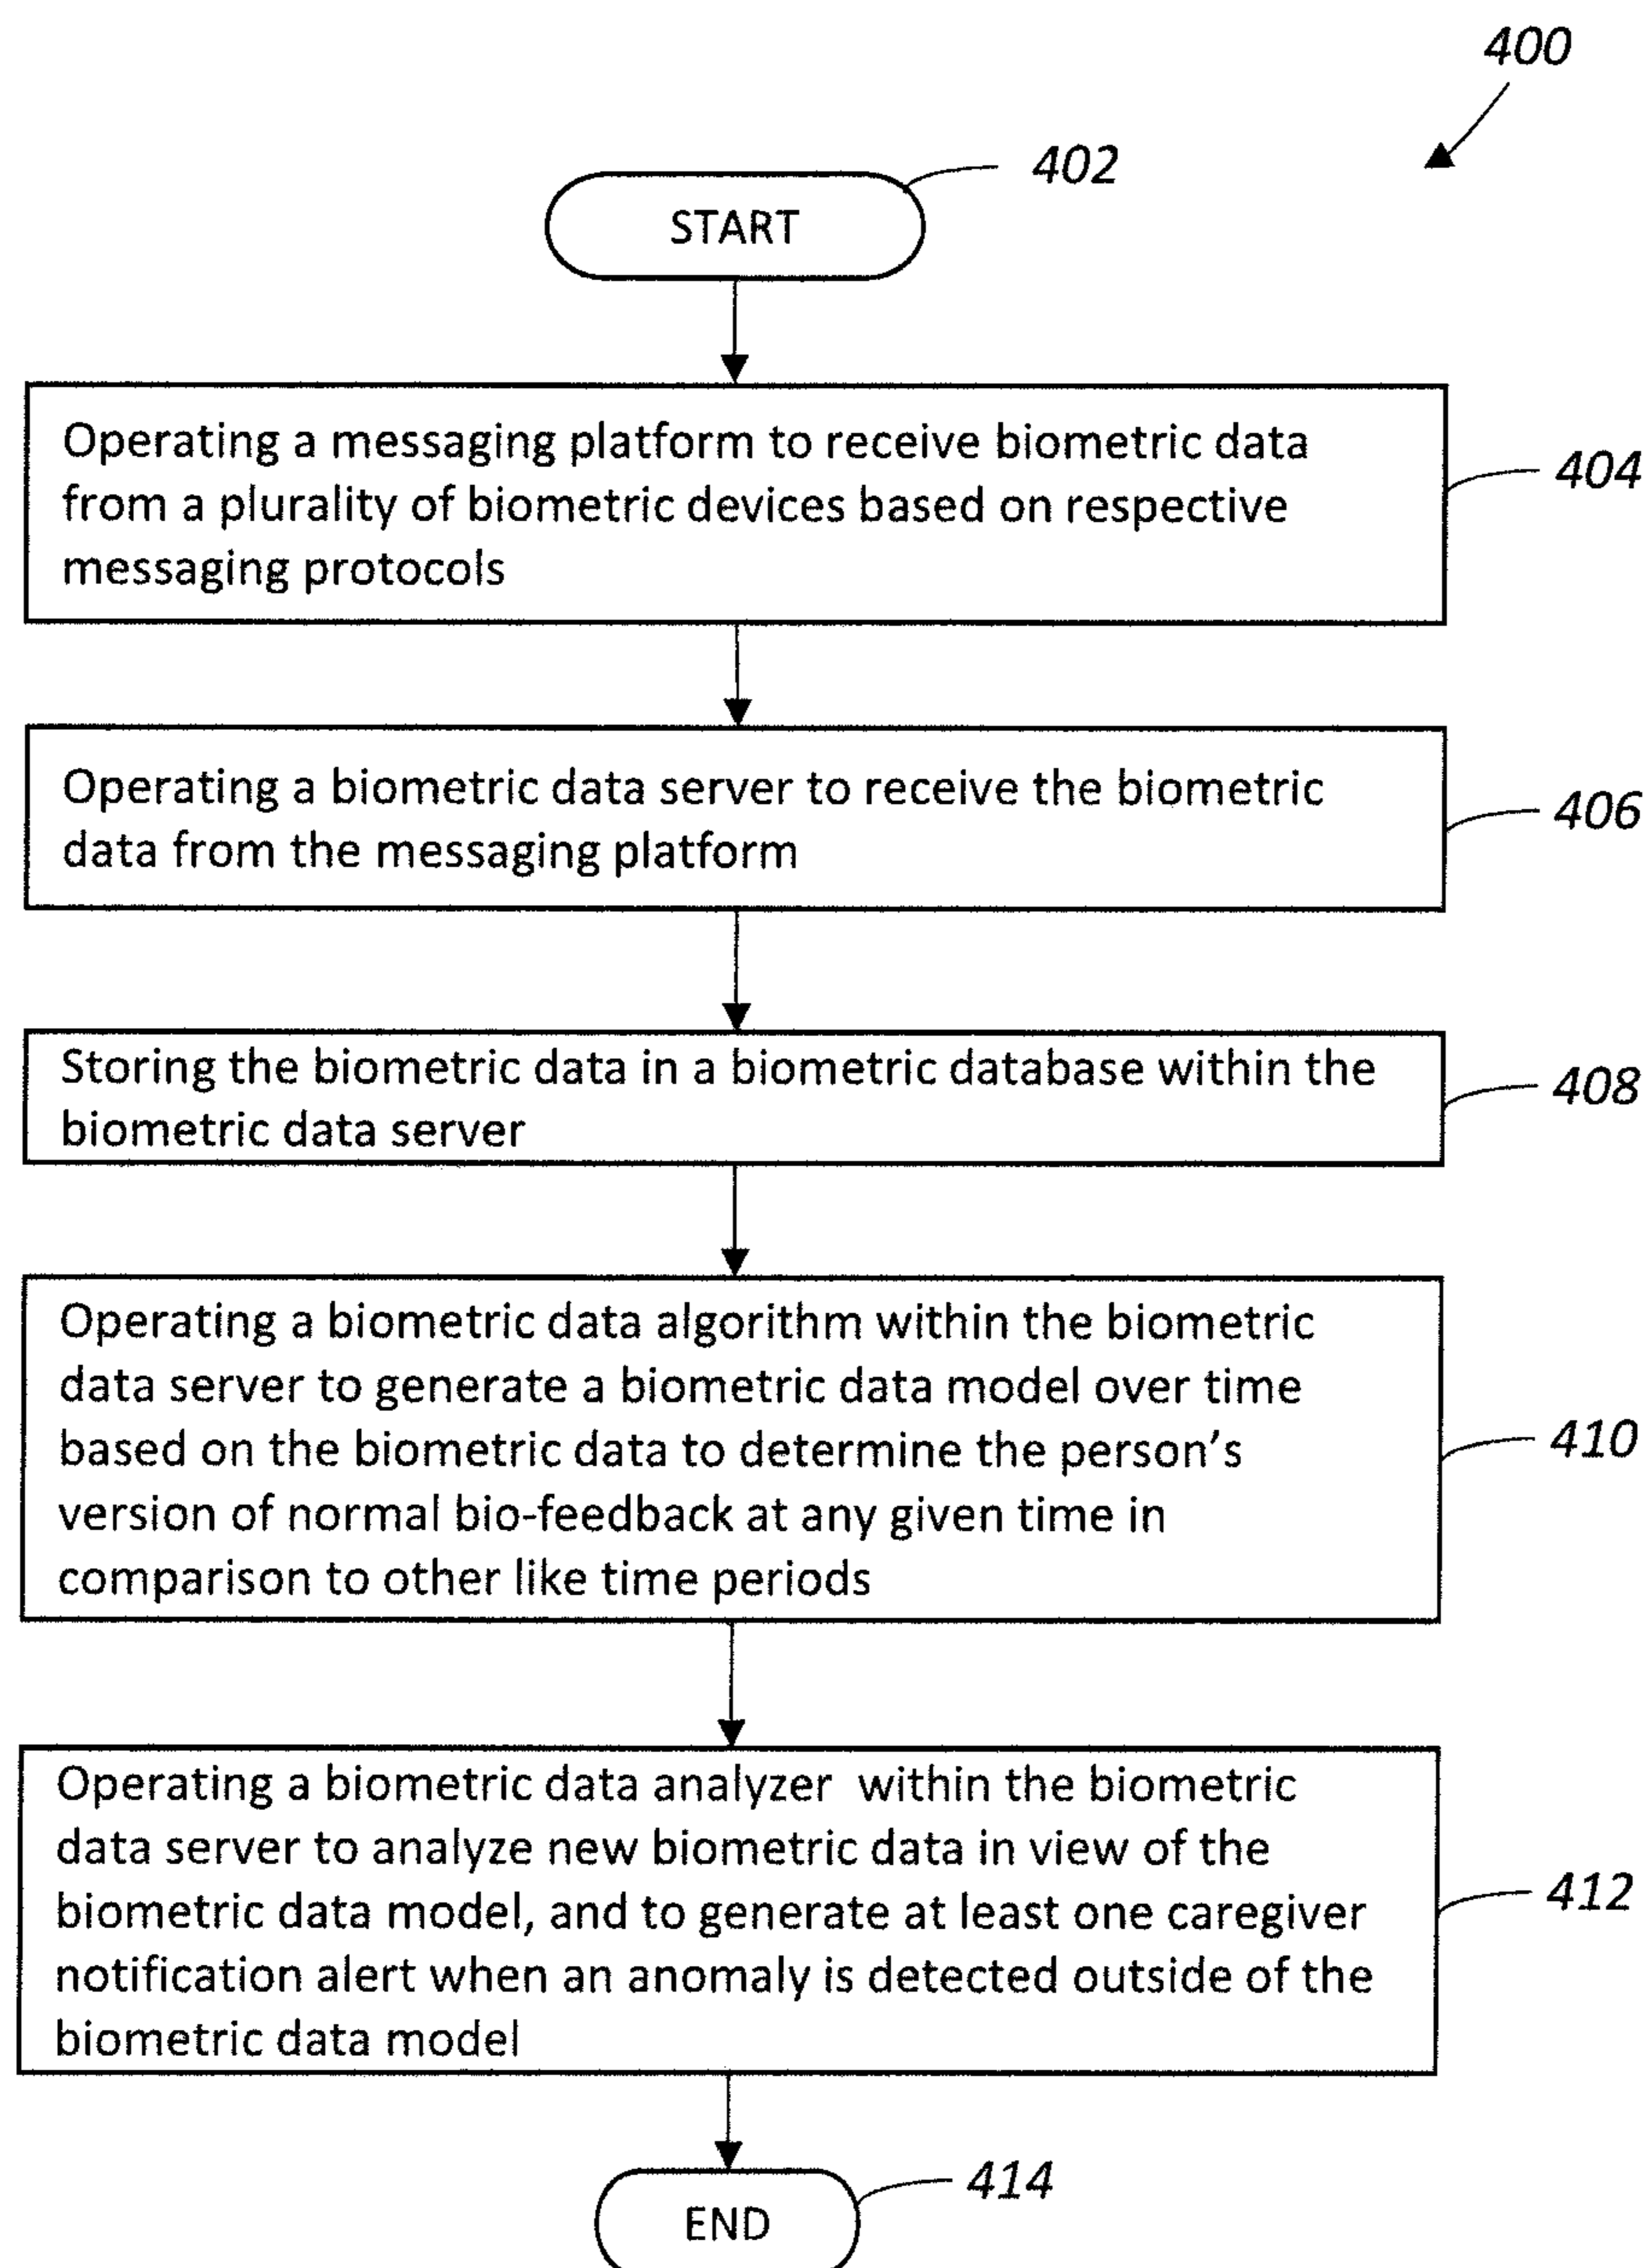 400
402
START
Operating a messaging platform to receive biometric data
from a plurality of biometric devices based on respective
messaging protocols
404
Operating a biometric data server to receive the biometric
data from the messaging platform
406
Storing the biometric data in a biometric database within the
biometric data server
408
Operating a biometric data algorithm within the biometric
data server to generate a biometric data model over time
based on the biometric data to determine the person’s
version of normal bio-feedback at any given time in
comparison to other like time periods
410
Operating a biometric data analyzer within the biometric
data server to analyze new biometric data in view of the
biometric data model, and to generate at least one caregiver
notification alert when an anomaly is detected outside of the
biometric data model
412
414
END